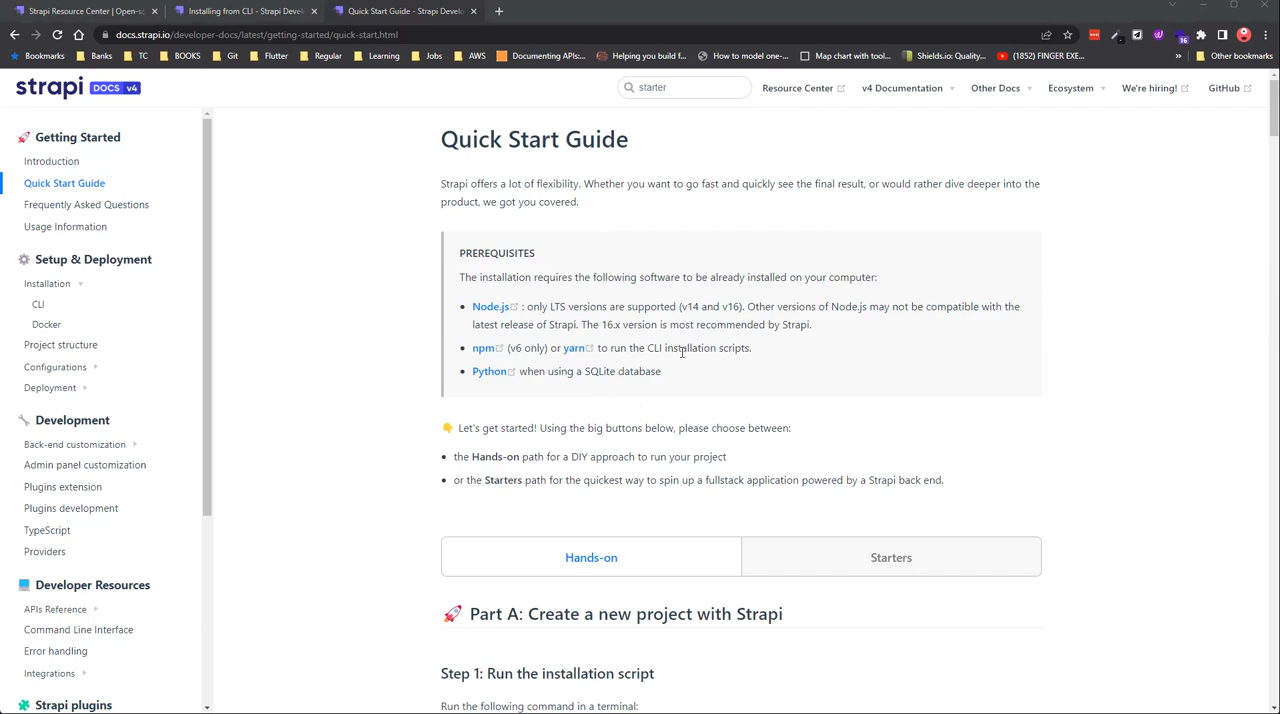 Strapi Resource Center | Open-s
Installing from CLI - Strapi Devel
Quick Start Guide - Strapi Develo
docs.strapi.io/developer-docs/latest/getting-started/quick-start.html
Bookmarks
Banks
TC
BOOKS
Git
Flutter
Regular
Learning
Jobs
AWS
Documenting APIs:...
Helping you build f...
How to model one-...
Map chart with tool...
Shields.io: Quality...
(1852) FINGER EXE...
»
Other bookmarks
strapi DOCS v4
starter
Resource Center
v4 Documentation
Other Docs
Ecosystem
We're hiring!
GitHub
Getting Started
Introduction
Quick Start Guide
Frequently Asked Questions
Usage Information
Setup & Deployment
Installation
CLI
Docker
Project structure
Configurations
Deployment
Development
Back-end customization
Admin panel customization
Plugins extension
Plugins development
TypeScript
Providers
Developer Resources
APIs Reference
Command Line Interface
Error handling
Integrations
Strapi plugins
Quick Start Guide
Strapi offers a lot of flexibility. Whether you want to go fast and quickly see the final result, or would rather dive deeper into the
product, we got you covered.
PREREQUISITES
The installation requires the following software to be already installed on your computer:
• Node.js : only LTS versions are supported (v14 and v16). Other versions of Node.js may not be compatible with the
latest release of Strapi. The 16.x version is most recommended by Strapi.
• npm (v6 only) or yarn to run the CLI installation scripts.
• Python when using a SQLite database
Let's get started! Using the big buttons below, please choose between:
• the Hands-on path for a DIY approach to run your project
• or the Starters path for the quickest way to spin up a fullstack application powered by a Strapi back end.
Hands-on
Starters
Part A: Create a new project with Strapi
Step 1: Run the installation script
Run the following command in a terminal: